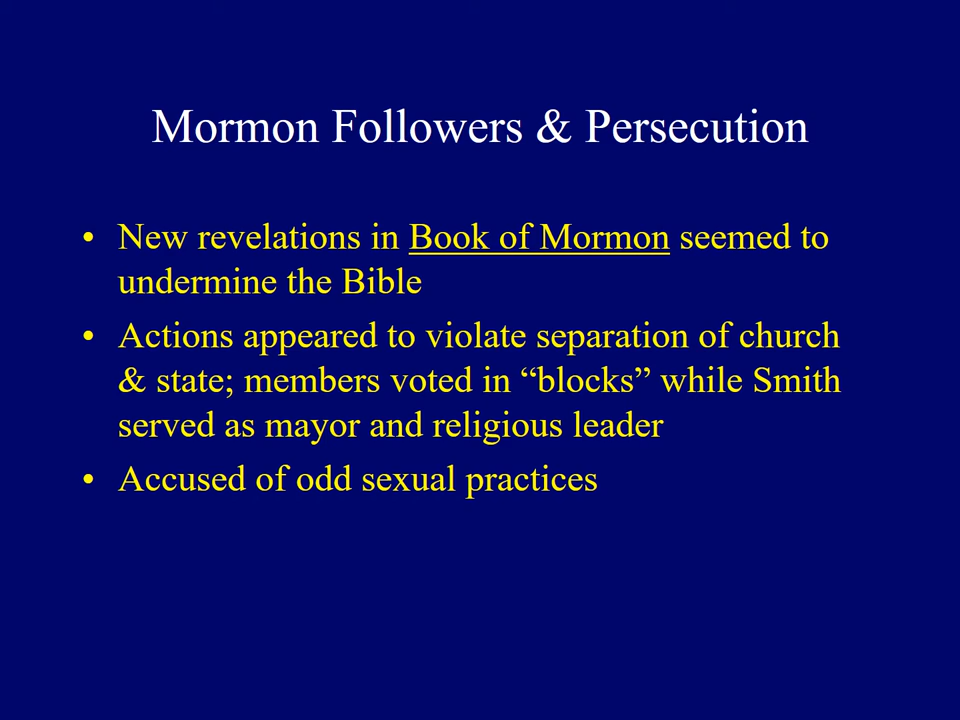 Mormon Followers & Persecution
• New revelations in Book of Mormon seemed to
undermine the Bible
• Actions appeared to violate separation of church
& state; members voted in “blocks” while Smith
served as mayor and religious leader
• Accused of odd sexual practices